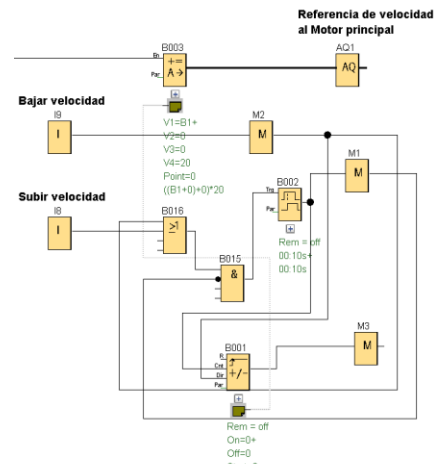 Referencia de velocidad
al Motor principal
B003
AQ1
En
Par
+=
A→
AQ
Bajar velocidad
I9
I
V1=B1+
V2=0
V3=0
V4=20
Point=0
((B1+0)+0)*20
M2
M
M1
M
B002
Trg
Par
Rem = off
00:10s+
00:10s
Subir velocidad
I8
I
B016
≥1
B015
&
M3
M
B001
R
Cnt
Dir
Par
+/-
Rem = off
On=0+
Off=0